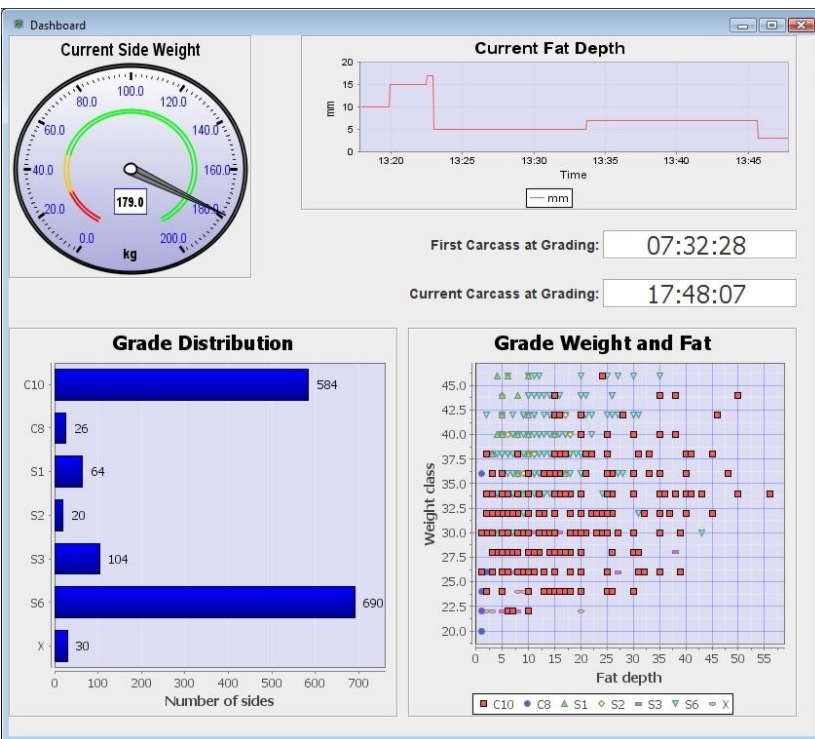 Dashboard
Current Side Weight
0.0
20.0
40.0
60.0
80.0
100.0
120.0
140.0
160.0
180.0
200.0
179.0
kg
Current Fat Depth
mm
20
15
10
5
0
13:20 13:25 13:30 13:35 13:40 13:45
Time
mm
First Carcass at Grading: 07:32:28
Current Carcass at Grading: 17:48:07
Grade Distribution
C10 584
C8 26
S1 64
S2 20
S3 104
S6 690
X 30
0 100 200 300 400 500 600 700
Number of sides
Grade Weight and Fat
Weight class
45.0
42.5
40.0
37.5
35.0
32.5
30.0
27.5
25.0
22.5
20.0
0 5 10 15 20 25 30 35 40 45 50 55
Fat depth
C10 C8 S1 S2 S3 S6 X